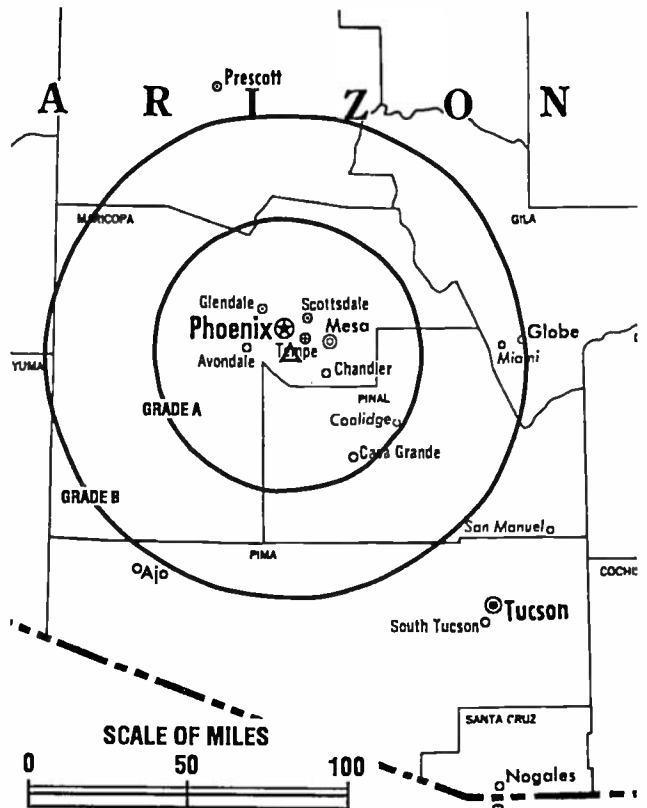 Prescott
A R I Z O N
MARICOPA
GILA
Glendale
Scottsdale
Phoenix
Mesa
Globe
Tempe
Miami
Avondale
YUMA
Chandler
PINAL
GRADE A
Coolidge
Casa Grande
GRADE B
San Manuel
PIMA
Ajo
COCHI
Tucson
South Tucson
SANTA CRUZ
SCALE OF MILES
0 50 100
Nogales